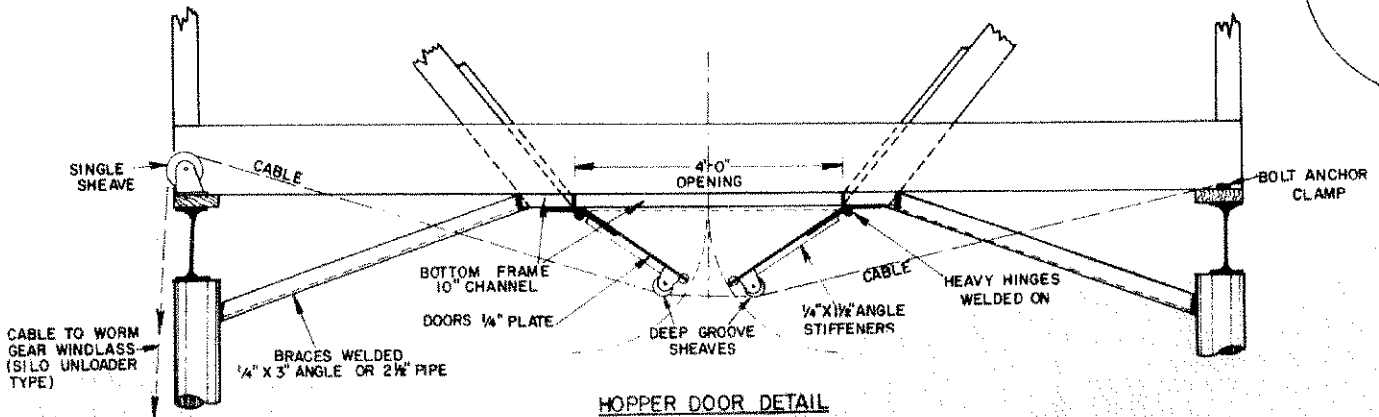 SINGLE
SHEAVE
CABLE
4'-0"
OPENING
BOLT ANCHOR
CLAMP
BOTTOM FRAME
10" CHANNEL
DOORS 1/4" PLATE
DEEP GROOVE
SHEAVES
1/4" X 1 1/2" ANGLE
STIFFENERS
CABLE
HEAVY HINGES
WELDED ON
CABLE TO WORM
GEAR WINDLASS
(SILO UNLOADER
TYPE)
BRACES WELDED
1/4" X 3" ANGLE OR 2 1/2" PIPE
HOPPER DOOR DETAIL